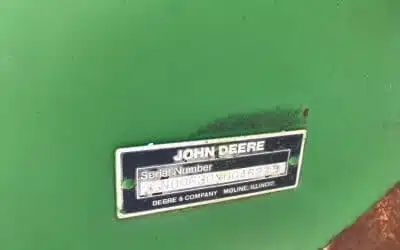 JOHN DEERE
Serial Number
DEERE & COMPANY MOLINE, ILLINOIS